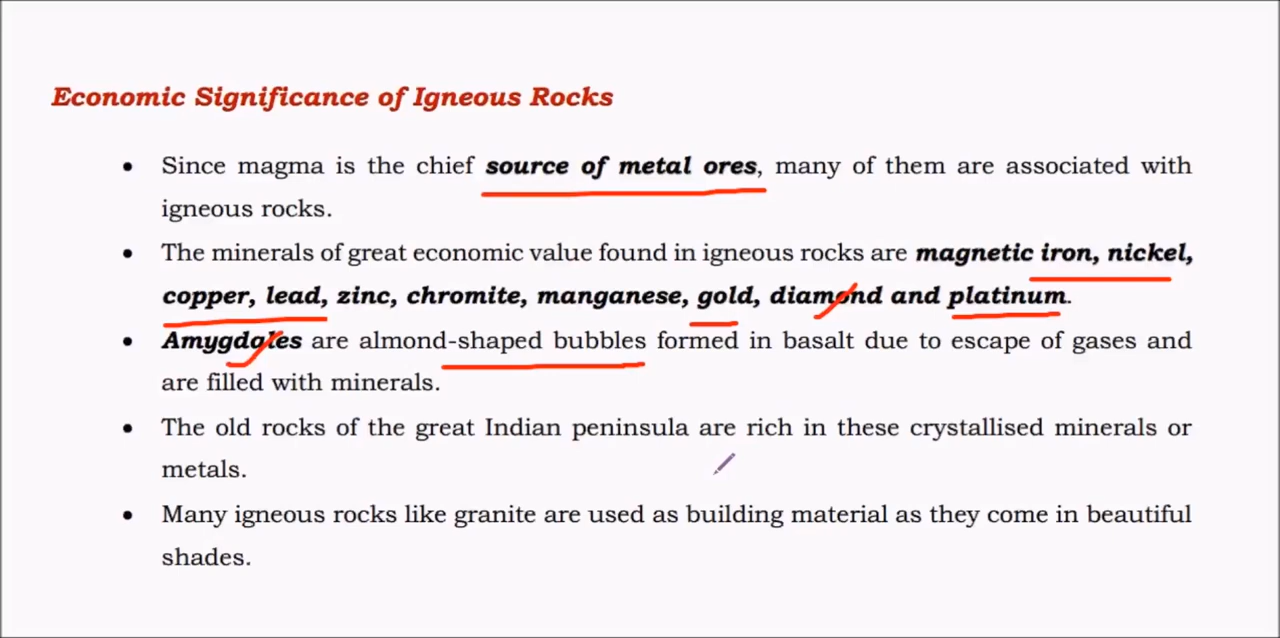 Economic Significance of Igneous Rocks
• Since magma is the chief source of metal ores, many of them are associated with
igneous rocks.
• The minerals of great economic value found in igneous rocks are magnetic iron, nickel,
copper, lead, zinc, chromite, manganese, gold, diamond and platinum.
• Amygdales are almond-shaped bubbles formed in basalt due to escape of gases and
are filled with minerals.
• The old rocks of the great Indian peninsula are rich in these crystallised minerals or
metals.
• Many igneous rocks like granite are used as building material as they come in beautiful
shades.